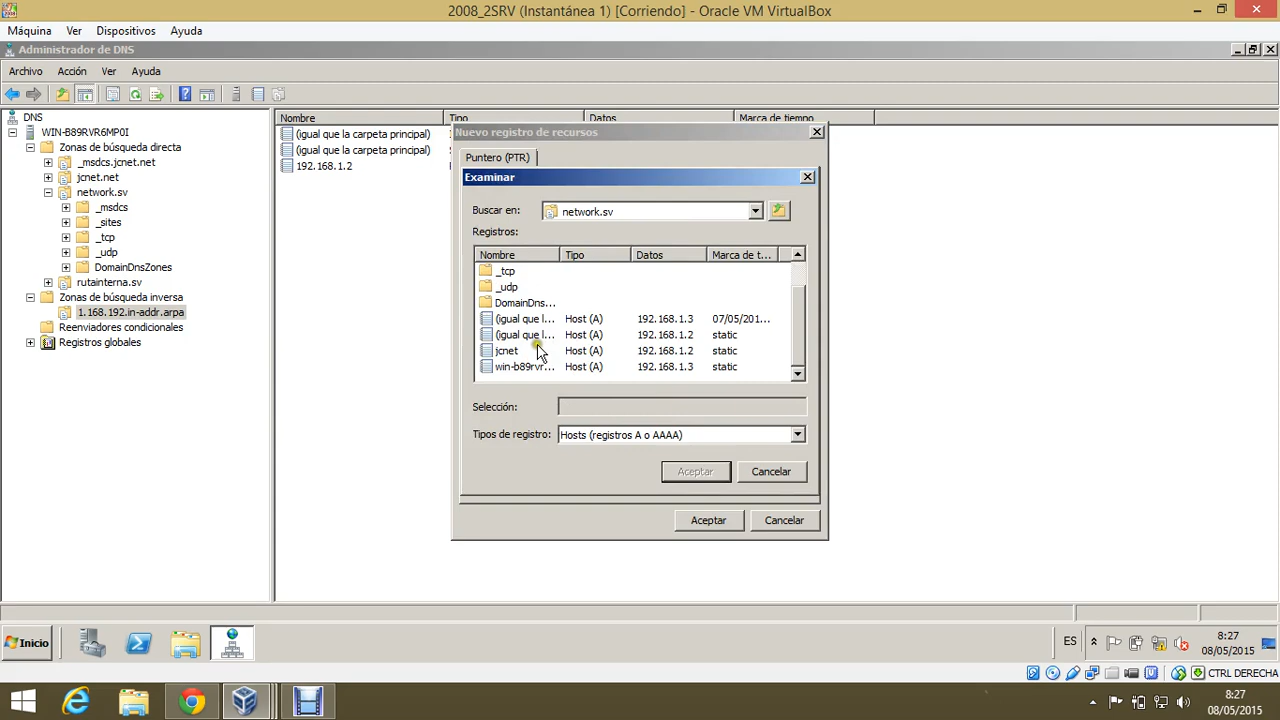 2008_2SRV (Instantánea 1) [Corriendo] - Oracle VM VirtualBox
Máquina Ver Dispositivos Ayuda
Administrador de DNS
Archivo Acción Ver Ayuda
DNS
WIN-B89RVR6MP0I
Zonas de búsqueda directa
_msdcs.jcnet.net
jcnet.net
network.sv
_msdcs
_sites
_tcp
_udp
DomainDnsZones
rutainterna.sv
Zonas de búsqueda inversa
1.168.192.in-addr.arpa
Reenviadores condicionales
Registros globales
Nombre Tipo Datos Marca de tiempo
(igual que la carpeta principal)
(igual que la carpeta principal)
192.168.1.2
Nuevo registro de recursos
Puntero (PTR)
Examinar
Buscar en: network.sv
Registros:
Nombre Tipo Datos Marca de t...
_tcp
_udp
DomainDns...
(igual que l... Host (A) 192.168.1.3 07/05/201...
(igual que l... Host (A) 192.168.1.2 static
jcnet Host (A) 192.168.1.2 static
win-b89rvr... Host (A) 192.168.1.3 static
Selección:
Tipos de registro: Hosts (registros A o AAAA)
Aceptar Cancelar
Aceptar Cancelar
Inicio ES 8:27
08/05/2015
CTRL DERECHA
8:27
08/05/2015